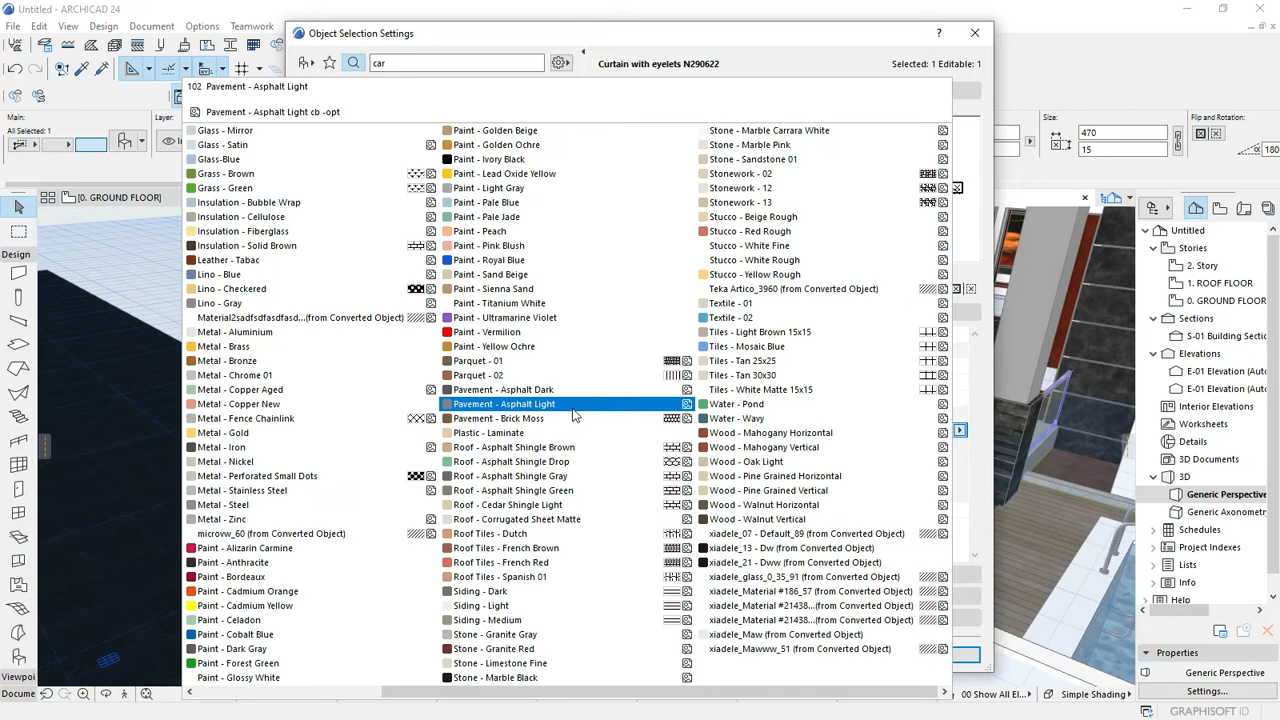 Untitled - ARCHICAD 24
File Edit View Design Document Options Teamwork
Object Selection Settings
?
car
Curtain with eyelets N290622
Selected: 1 Editable: 1
102 Pavement - Asphalt Light
Pavement - Asphalt Light cb -opt
Main:
All Selected: 1
Layer:
Size:
470
15
Flip and Rotation:
180
[0. GROUND FLOOR]
Design
Viewpoi
Docume
Glass - Mirror
Glass - Satin
Glass-Blue
Grass - Brown
Grass - Green
Insulation - Bubble Wrap
Insulation - Cellulose
Insulation - Fiberglass
Insulation - Solid Brown
Leather - Tabac
Lino - Blue
Lino - Checkered
Lino - Gray
Material2sadfsdfasdfasd...(from Converted Object)
Metal - Aluminium
Metal - Brass
Metal - Bronze
Metal - Chrome 01
Metal - Copper Aged
Metal - Copper New
Metal - Fence Chainlink
Metal - Gold
Metal - Iron
Metal - Nickel
Metal - Perforated Small Dots
Metal - Stainless Steel
Metal - Steel
Metal - Zinc
microvw_60 (from Converted Object)
Paint - Alizarin Carmine
Paint - Anthracite
Paint - Bordeaux
Paint - Cadmium Orange
Paint - Cadmium Yellow
Paint - Celadon
Paint - Cobalt Blue
Paint - Dark Gray
Paint - Forest Green
Paint - Glossy White
Paint - Golden Beige
Paint - Golden Ochre
Paint - Ivory Black
Paint - Lead Oxide Yellow
Paint - Light Gray
Paint - Pale Blue
Paint - Pale Jade
Paint - Peach
Paint - Pink Blush
Paint - Royal Blue
Paint - Sand Beige
Paint - Sienna Sand
Paint - Titanium White
Paint - Ultramarine Violet
Paint - Vermilion
Paint - Yellow Ochre
Parquet - 01
Parquet - 02
Pavement - Asphalt Dark
Pavement - Asphalt Light
Pavement - Brick Moss
Plastic - Laminate
Roof - Asphalt Shingle Brown
Roof - Asphalt Shingle Drop
Roof - Asphalt Shingle Gray
Roof - Asphalt Shingle Green
Roof - Cedar Shingle Light
Roof - Corrugated Sheet Matte
Roof Tiles - Dutch
Roof Tiles - French Brown
Roof Tiles - French Red
Roof Tiles - Spanish 01
Siding - Dark
Siding - Light
Siding - Medium
Stone - Granite Gray
Stone - Granite Red
Stone - Limestone Fine
Stone - Marble Black
Stone - Marble Carrara White
Stone - Marble Pink
Stone - Sandstone 01
Stonework - 02
Stonework - 12
Stonework - 13
Stucco - Beige Rough
Stucco - Red Rough
Stucco - White Fine
Stucco - White Rough
Stucco - Yellow Rough
Teka Artico_3960 (from Converted Object)
Textile - 01
Textile - 02
Tiles - Light Brown 15x15
Tiles - Mosaic Blue
Tiles - Tan 25x25
Tiles - Tan 30x30
Tiles - White Matte 15x15
Water - Pond
Water - Wavy
Wood - Mahogany Horizontal
Wood - Mahogany Vertical
Wood - Oak Light
Wood - Pine Grained Horizontal
Wood - Pine Grained Vertical
Wood - Walnut Horizontal
Wood - Walnut Vertical
xiadele_07 - Default_89 (from Converted Object)
xiadele_13 - Dw (from Converted Object)
xiadele_21 - Dww (from Converted Object)
xiadele_glass_0_35_91 (from Converted Object)
xiadele_Material #186_57 (from Converted Object)
xiadele_Material #21438...(from Converted Object)
xiadele_Material #21438...(from Converted Object)
xiadele_Maw (from Converted Object)
xiadele_Mawww_51 (from Converted Object)
Untitled
Stories
2. Story
1. ROOF FLOOR
0. GROUND FLOOR
Sections
S-01 Building Sectio
Elevations
E-01 Elevation (Auto
E-01 Elevation (Auto
Interior Elevations
Worksheets
Details
3D Documents
3D
Generic Perspective
Generic Axonometr
Schedules
Project Indexes
Lists
Info
Help
Properties
Generic Perspective
Settings...
00 Show All El...
Simple Shading
GRAPHISOFT ID